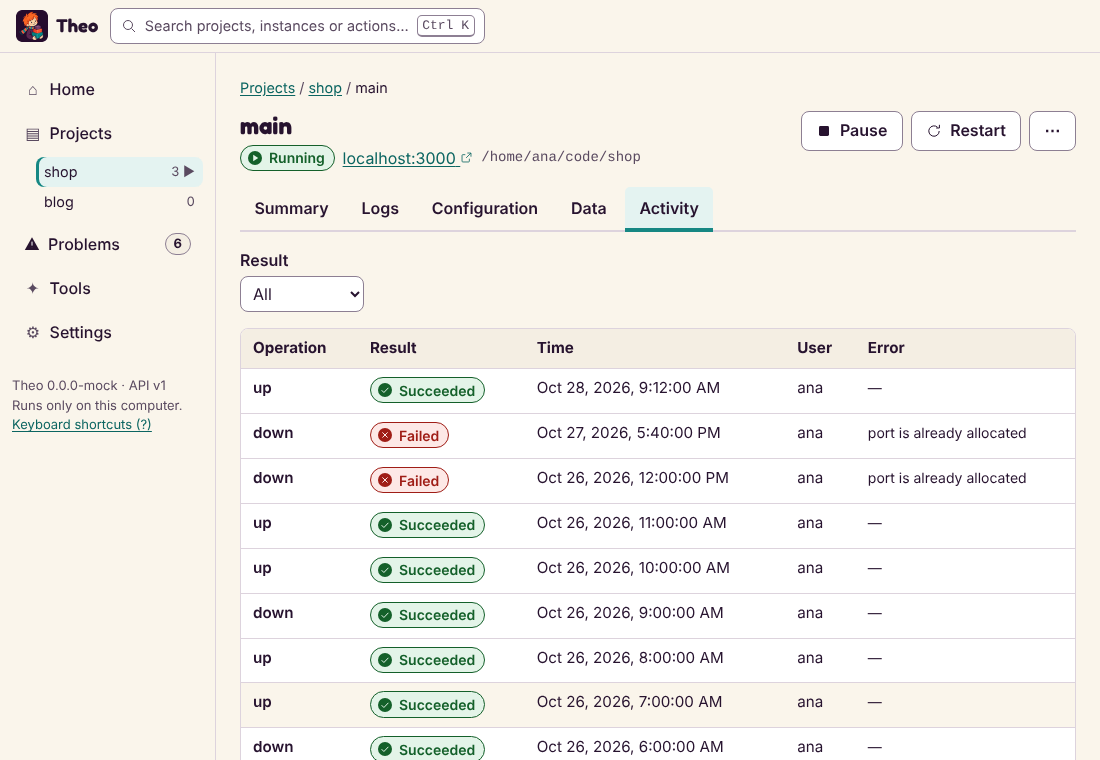 Theo
Search projects, instances or actions... Ctrl K
Home
Projects
shop 3
blog 0
Problems 6
Tools
Settings
Theo 0.0.0-mock · API v1
Runs only on this computer.
Keyboard shortcuts (?)
Projects / shop / main
main
Pause
Restart
Running localhost:3000 /home/ana/code/shop
Summary Logs Configuration Data Activity
Result
All
Operation Result Time User Error
up Succeeded Oct 28, 2026, 9:12:00 AM ana —
down Failed Oct 27, 2026, 5:40:00 PM ana port is already allocated
down Failed Oct 26, 2026, 12:00:00 PM ana port is already allocated
up Succeeded Oct 26, 2026, 11:00:00 AM ana —
up Succeeded Oct 26, 2026, 10:00:00 AM ana —
down Succeeded Oct 26, 2026, 9:00:00 AM ana —
up Succeeded Oct 26, 2026, 8:00:00 AM ana —
up Succeeded Oct 26, 2026, 7:00:00 AM ana —
down Succeeded Oct 26, 2026, 6:00:00 AM ana —